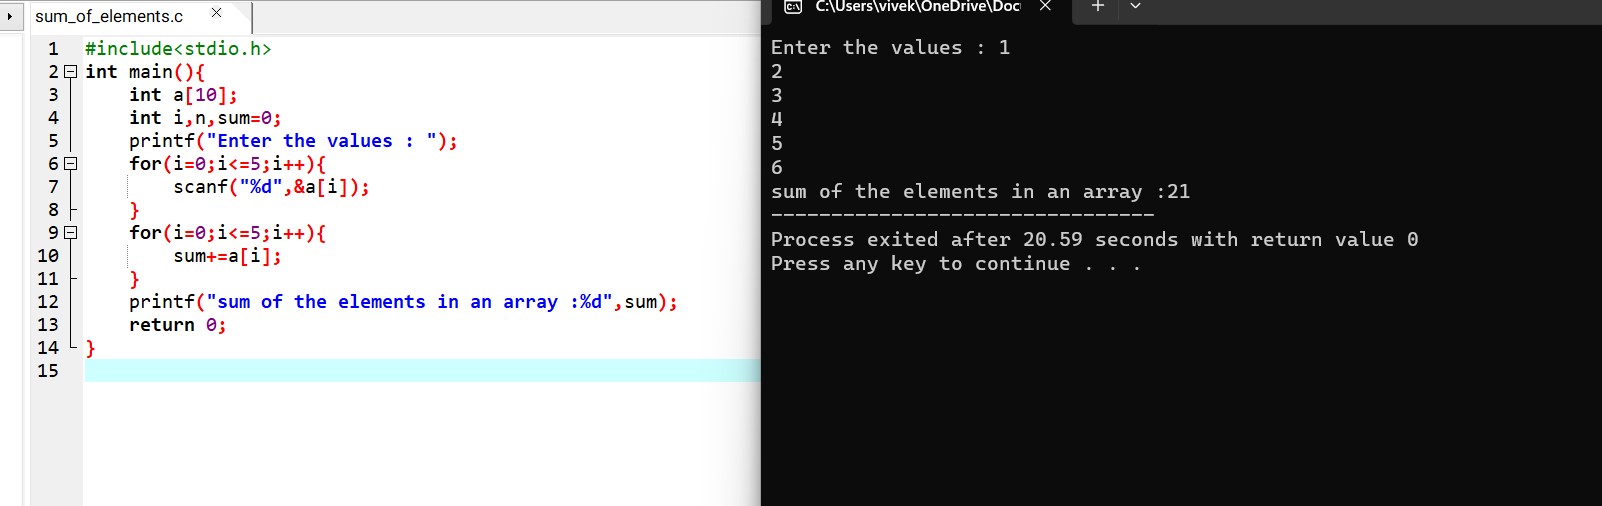 sum_of_elements.c
1 #include<stdio.h>
2 int main(){
3 int a[10];
4 int i,n,sum=0;
5 printf("Enter the values : ");
6 for(i=0;i<=5;i++){
7 scanf("%d",&a[i]);
8 }
9 for(i=0;i<=5;i++){
10 sum+=a[i];
11 }
12 printf("sum of the elements in an array :%d",sum);
13 return 0;
14 }
15
C:\Users\vivek\OneDrive\Doc
Enter the values : 1
2
3
4
5
6
sum of the elements in an array :21
--------------------------------
Process exited after 20.59 seconds with return value 0
Press any key to continue . . .